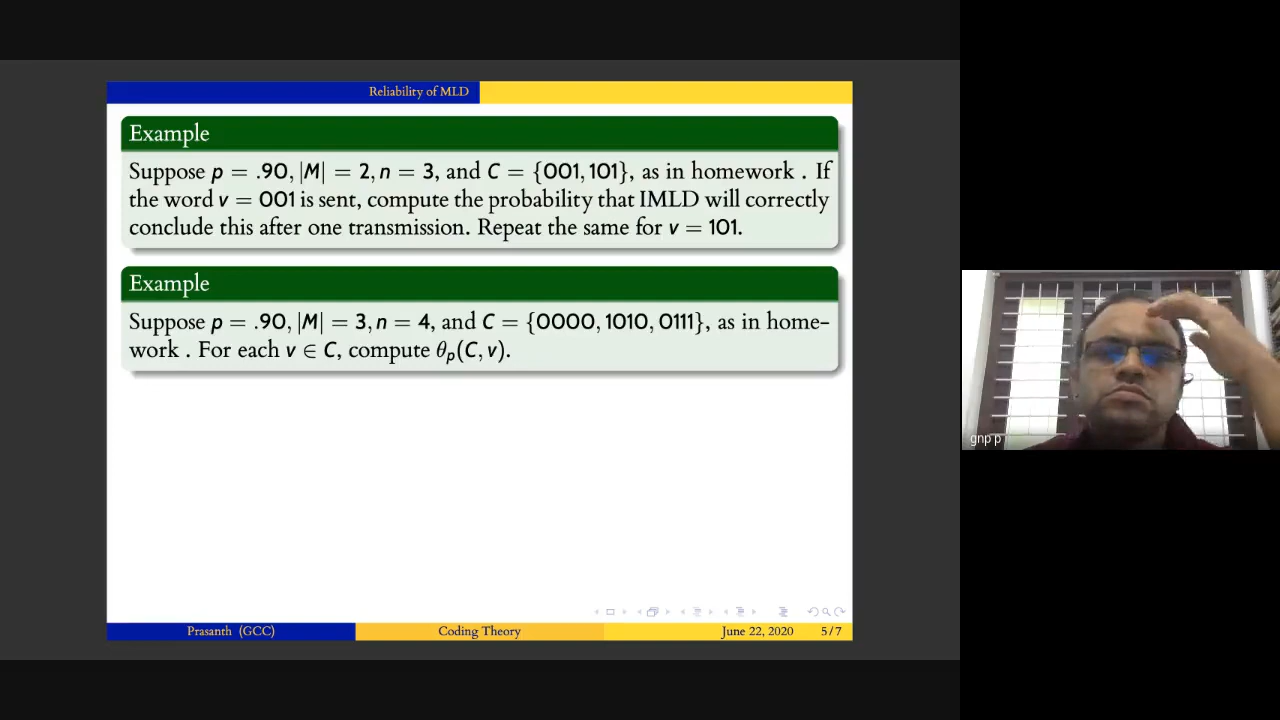 Reliability of MLD
Example
Suppose p = .90, |M| = 2, n = 3, and C = {001, 101}, as in homework . If
the word v = 001 is sent, compute the probability that IMLD will correctly
conclude this after one transmission. Repeat the same for v = 101.
Example
Suppose p = .90, |M| = 3, n = 4, and C = {0000, 1010, 0111}, as in home-
work . For each v ∈ C, compute θₚ(C, v).
Prasanth (GCC)
Coding Theory
June 22, 2020
5/7
gnp p